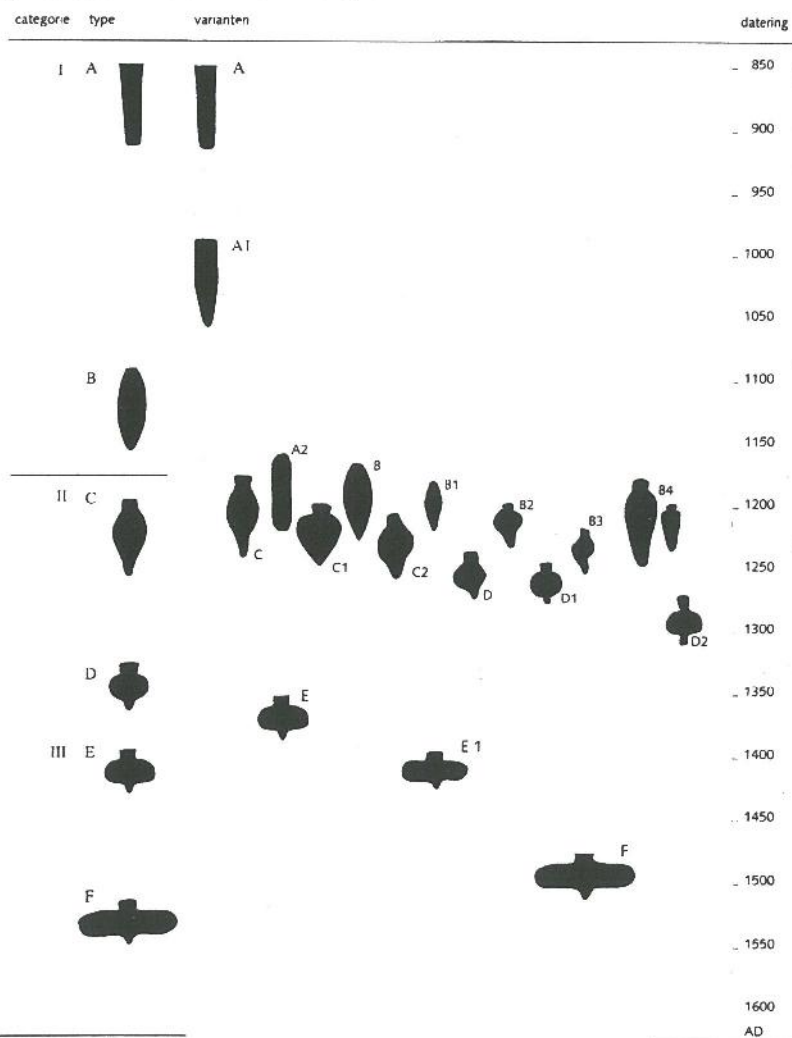 categorie type varianten datering
I A A 850
900
950
A1 1000
1050
B 1100
1150
A2 B
II C B1 B2 B4 1200
B3
C C1 C2 1250
D D1
1300
D2
D 1350
E
III E E 1 1400
1450
F 1500
F
1550
1600
AD